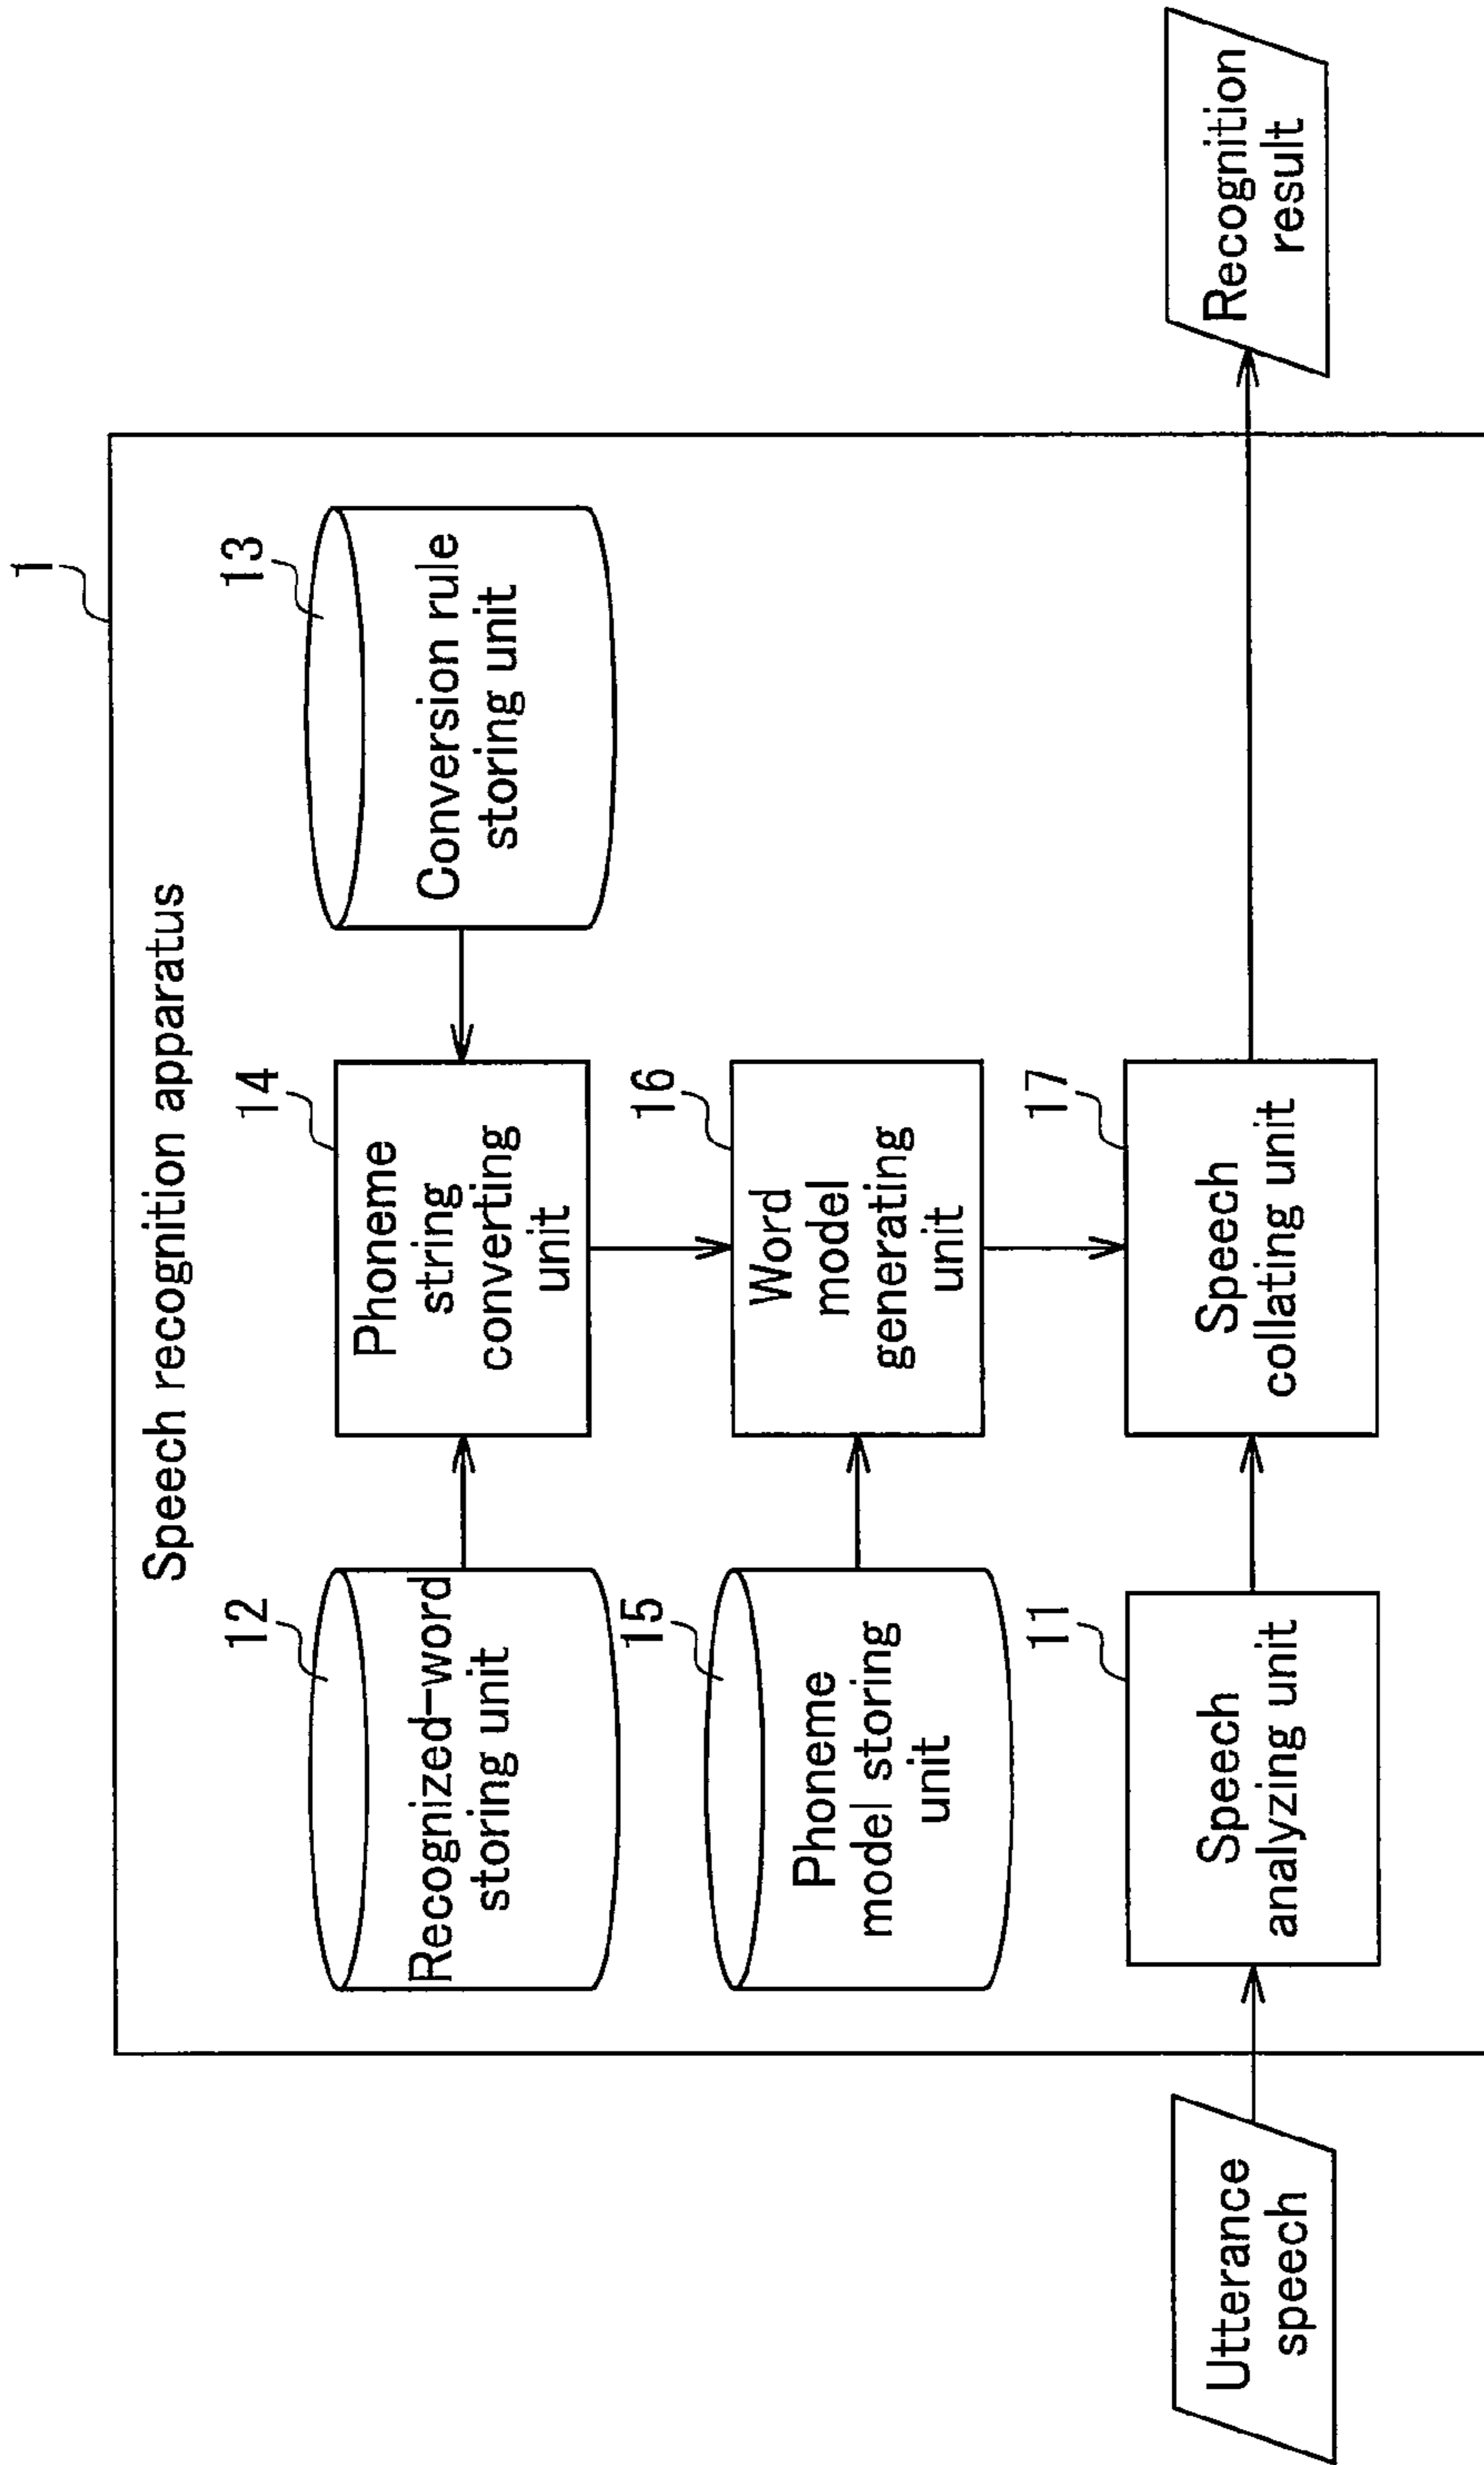 1
Speech recognition apparatus
12
Recognized-word
storing unit
14
Phoneme
string
converting
unit
13
Conversion rule
storing unit
15
Phoneme
model storing
unit
16
Word
model
generating
unit
Utterance
speech
11
Speech
analyzing unit
17
Speech
collating unit
Recognition
result